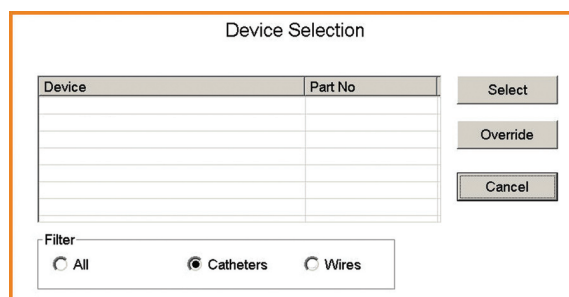 Device Selection
Device Part No
Select
Override
Cancel
Filter
All Catheters Wires